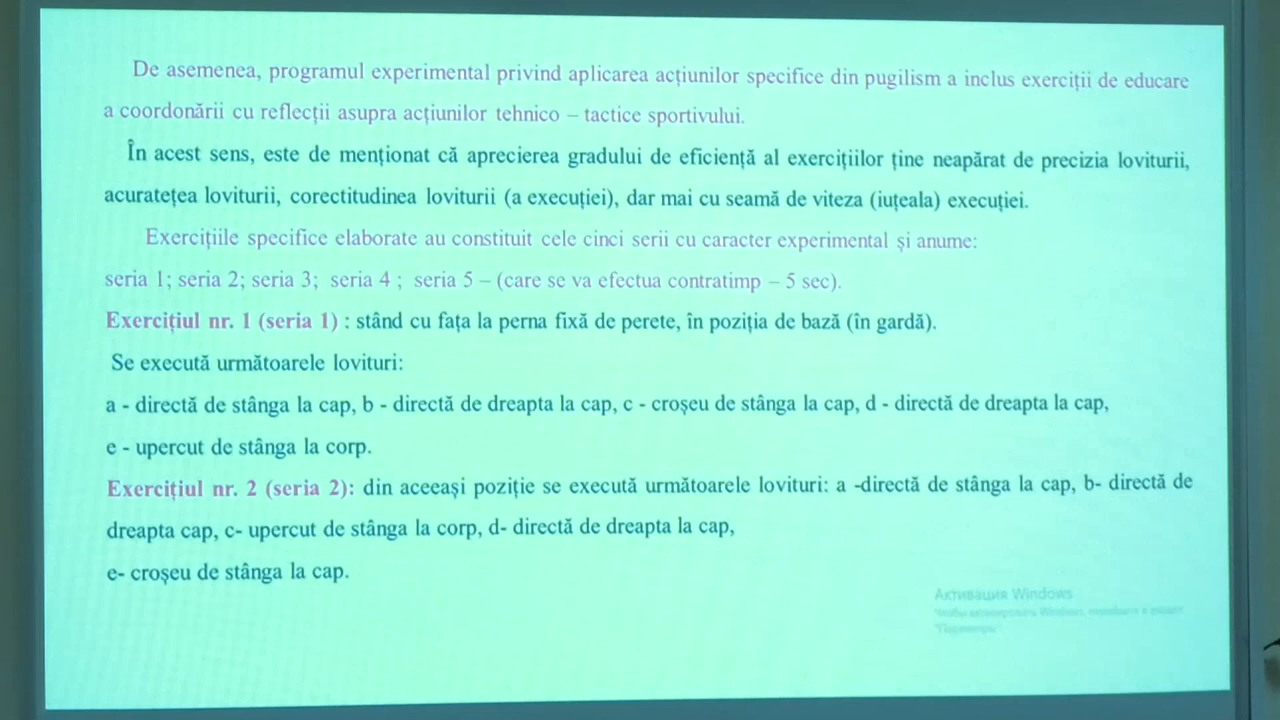 De asemenea, programul experimental privind aplicarea acțiunilor specifice din pugilism a inclus exerciții de educare
a coordonării cu reflecții asupra acțiunilor tehnico – tactice sportivului.
În acest sens, este de menționat că aprecierea gradului de eficiență al exercițiilor ține neapărat de precizia loviturii,
acuratețea loviturii, corectitudinea loviturii (a execuției), dar mai cu seamă de viteza (iuțeala) execuției.
Exercițiile specifice elaborate au constituit cele cinci serii cu caracter experimental și anume:
seria 1; seria 2; seria 3; seria 4 ; seria 5 – (care se va efectua contratimp – 5 sec).
Exercițiul nr. 1 (seria 1) : stând cu fața la perna fixă de perete, în poziția de bază (în gardă).
Se execută următoarele lovituri:
a - directă de stânga la cap, b - directă de dreapta la cap, c - croșeu de stânga la cap, d - directă de dreapta la cap,
e - upercut de stânga la corp.
Exercițiul nr. 2 (seria 2): din aceeași poziție se execută următoarele lovituri: a -directă de stânga la cap, b- directă de
dreapta cap, c- upercut de stânga la corp, d- directă de dreapta la cap,
e- croșeu de stânga la cap.
Активация Windows
Чтобы активировать Windows, перейдите в раздел
"Параметры".